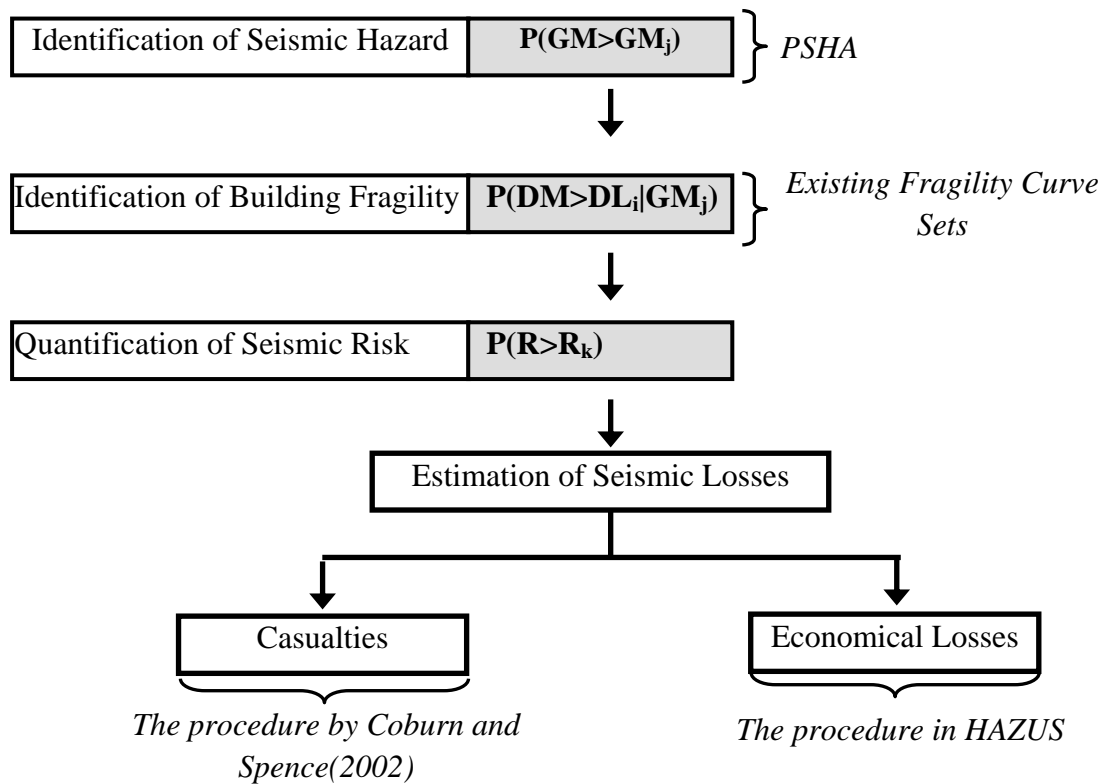 Identification of Seismic Hazard P(GM>GMj) PSHA
Identification of Building Fragility P(DM>DLi|GMj) Existing Fragility Curve
Sets
Quantification of Seismic Risk P(R>Rk)
Estimation of Seismic Losses
Casualties Economical Losses
The procedure by Coburn and
Spence(2002)
The procedure in HAZUS